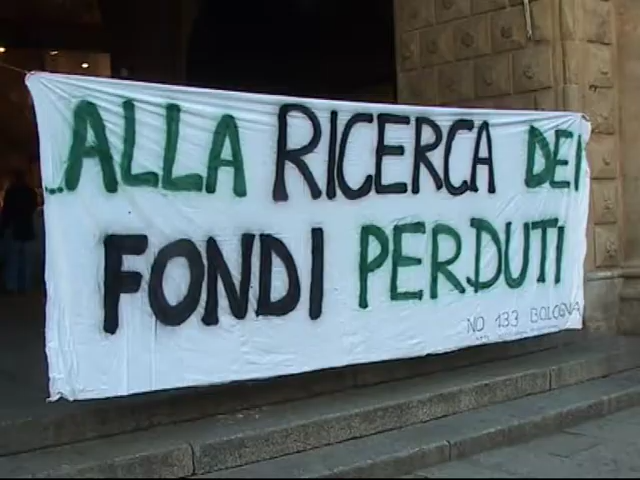 ...ALLA RICERCA DEI
FONDI PERDUTI
NO 133 BOLOGNA